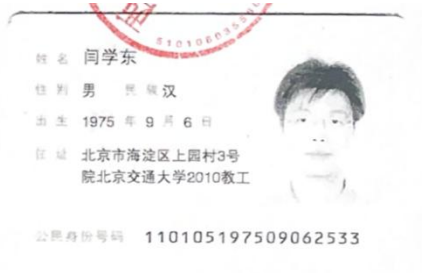 姓名 闫学东
性别 男 民族 汉
出生 1975 年 9 月 6 日
住址 北京市海淀区上园村3号
院北京交通大学2010教工
公民身份号码 110105197509062533